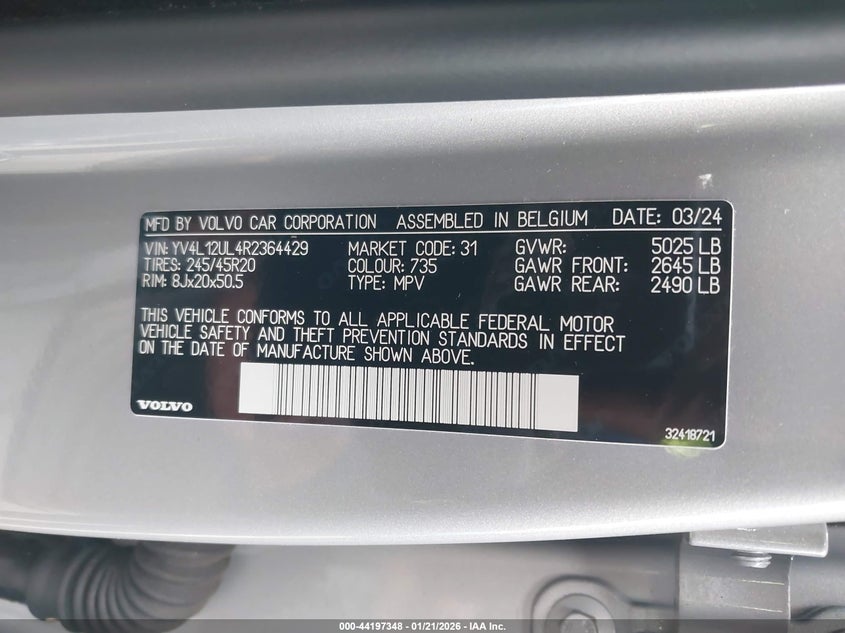 MFD BY VOLVO CAR CORPORATION ASSEMBLED IN BELGIUM DATE: 03/24
VIN: YV4L12UL4R2364429 MARKET CODE: 31 GVWR: 5025 LB
TIRES: 245/45R20 COLOUR: 735 GAWR FRONT: 2645 LB
RIM: 8Jx20x50.5 TYPE: MPV GAWR REAR: 2490 LB
THIS VEHICLE CONFORMS TO ALL APPLICABLE FEDERAL MOTOR
VEHICLE SAFETY AND THEFT PREVENTION STANDARDS IN EFFECT
ON THE DATE OF MANUFACTURE SHOWN ABOVE.
VOLVO
32418721
000-44197348 - 01/21/2026 - IAA Inc.